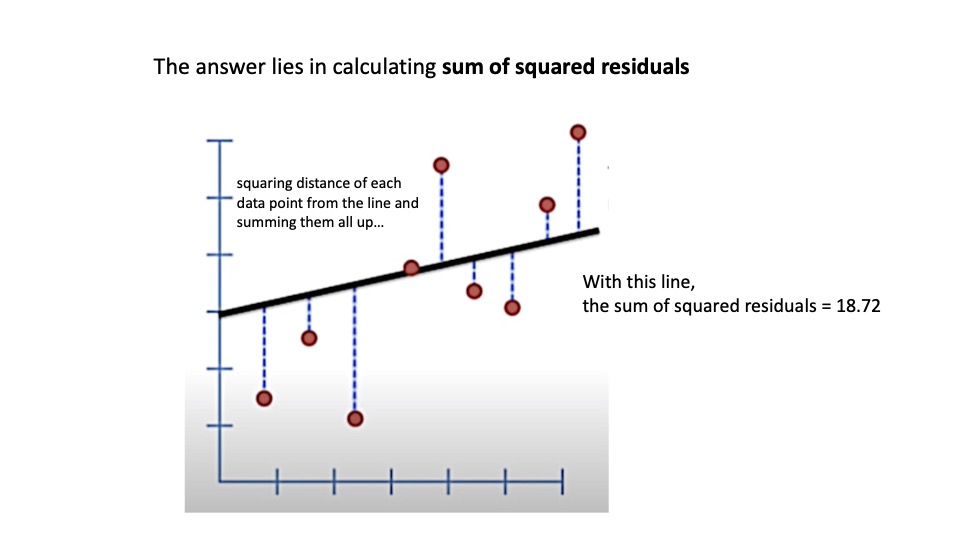 The answer lies in calculating sum of squared residuals
squaring distance of each
data point from the line and
summing them all up...
With this line,
the sum of squared residuals = 18.72